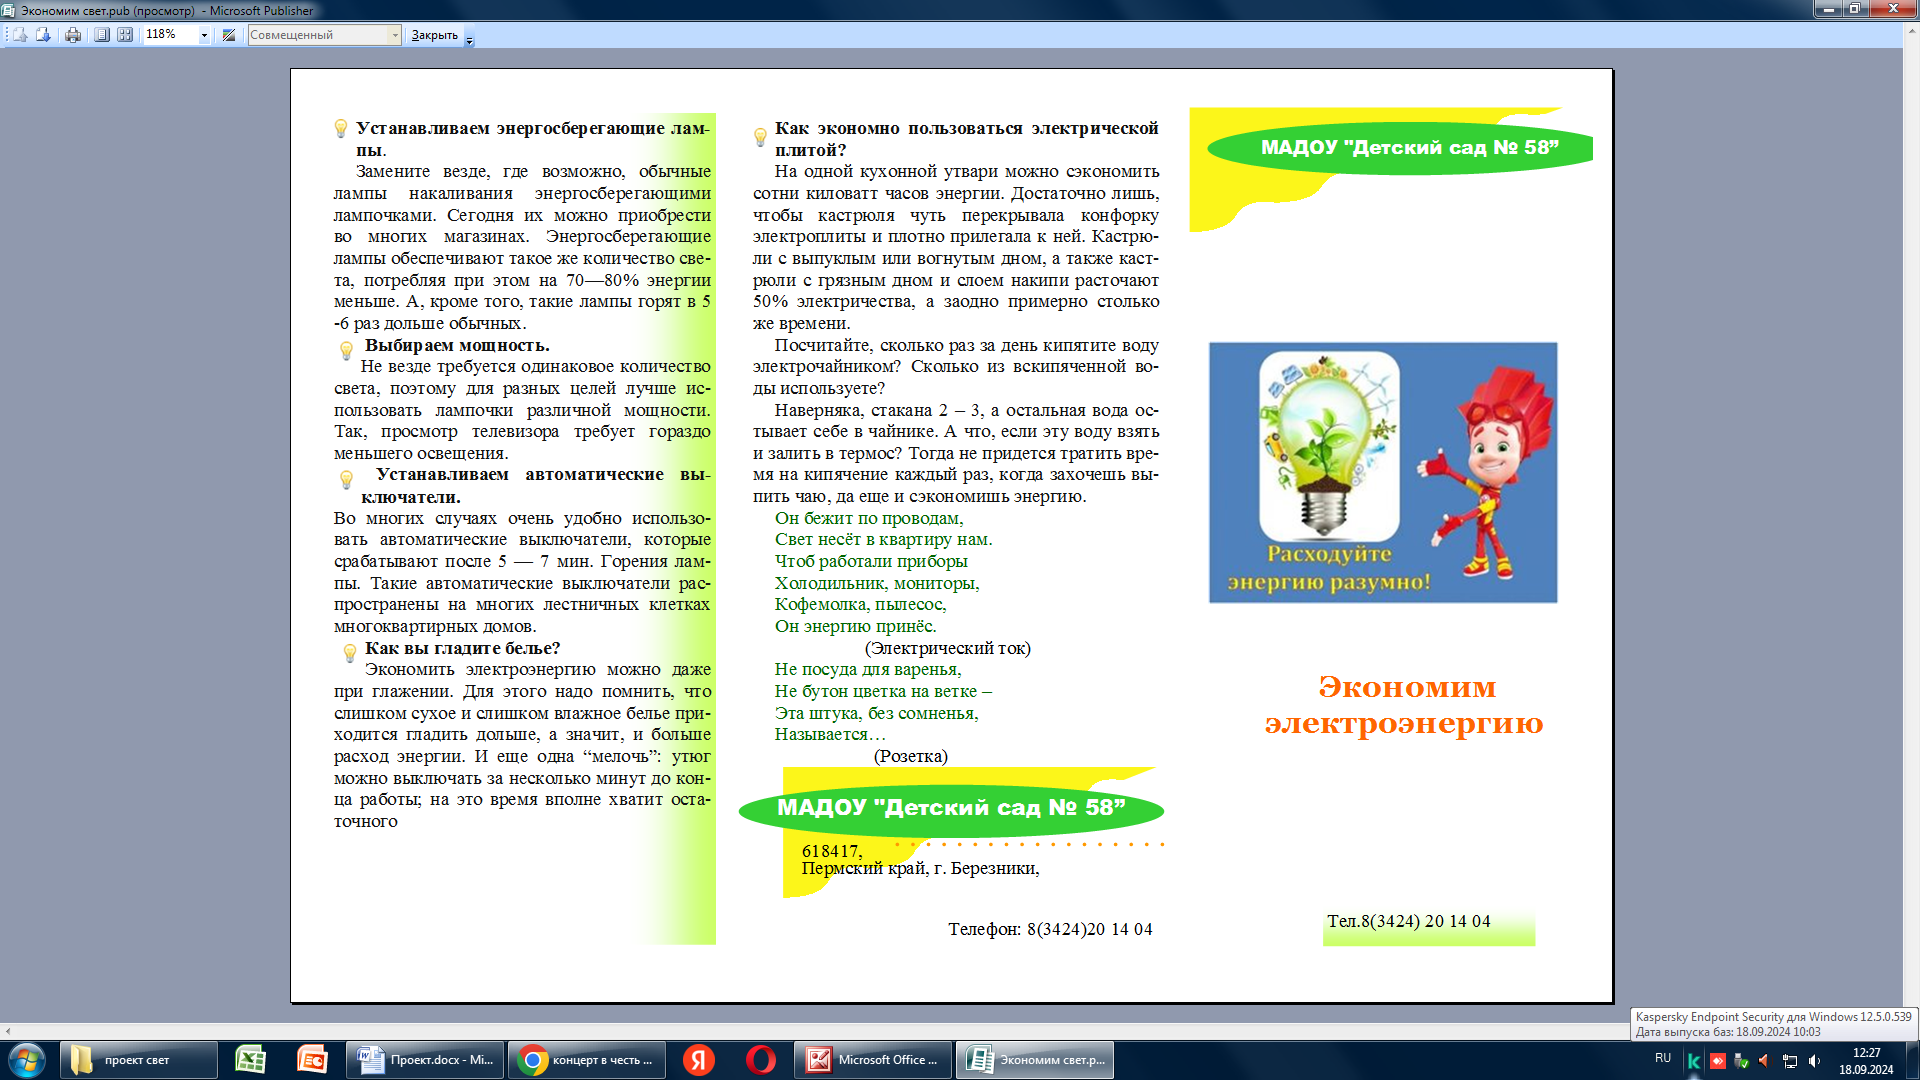 Экономим свет.pub (просмотр) - Microsoft Publisher
118%
Совмещенный
Закрыть
Устанавливаем энергосберегающие лам-
пы.
Замените везде, где возможно, обычные
лампы накаливания энергосберегающими
лампочками. Сегодня их можно приобрести
во многих магазинах. Энергосберегающие
лампы обеспечивают такое же количество све-
та, потребляя при этом на 70—80% энергии
меньше. А, кроме того, такие лампы горят в 5
-6 раз дольше обычных.
Выбираем мощность.
Не везде требуется одинаковое количество
света, поэтому для разных целей лучше ис-
пользовать лампочки различной мощности.
Так, просмотр телевизора требует гораздо
меньшего освещения.
Устанавливаем автоматические вы-
ключатели.
Во многих случаях очень удобно использо-
вать автоматические выключатели, которые
срабатывают после 5 — 7 мин. Горения лам-
пы. Такие автоматические выключатели рас-
пространены на многих лестничных клетках
многоквартирных домов.
Как вы гладите белье?
Экономить электроэнергию можно даже
при глажении. Для этого надо помнить, что
слишком сухое и слишком влажное белье при-
ходится гладить дольше, а значит, и больше
расход энергии. И еще одна “мелочь”: утюг
можно выключать за несколько минут до кон-
ца работы; на это время вполне хватит оста-
точного
Как экономно пользоваться электрической
плитой?
На одной кухонной утвари можно сэкономить
сотни киловатт часов энергии. Достаточно лишь,
чтобы кастрюля чуть перекрывала конфорку
электроплиты и плотно прилегала к ней. Кастрю-
ли с выпуклым или вогнутым дном, а также каст-
рюли с грязным дном и слоем накипи расточают
50% электричества, а заодно примерно столько
же времени.
Посчитайте, сколько раз за день кипятите воду
электрочайником? Сколько из вскипяченной во-
ды используете?
Наверняка, стакана 2 – 3, а остальная вода ос-
тывает себе в чайнике. А что, если эту воду взять
и залить в термос? Тогда не придется тратить вре-
мя на кипячение каждый раз, когда захочешь вы-
пить чаю, да еще и сэкономишь энергию.
Он бежит по проводам,
Свет несёт в квартиру нам.
Чтоб работали приборы
Холодильник, мониторы,
Кофемолка, пылесос,
Он энергию принёс.
(Электрический ток)
Не посуда для варенья,
Не бутон цветка на ветке –
Эта штука, без сомненья,
Называется…
(Розетка)
МАДОУ "Детский сад № 58”
618417,
Пермский край, г. Березники,
Телефон: 8(3424)20 14 04
МАДОУ "Детский сад № 58”
Расходуйте
энергию разумно!
Экономим
электроэнергию
Тел.8(3424) 20 14 04
Kaspersky Endpoint Security для Windows 12.5.0.539
Дата выпуска баз: 18.09.2024 10:03
проект свет
Проект.docx - Mi...
концерт в честь ...
Я
Microsoft Office ...
Экономим свет.p...
RU
12:27
18.09.2024